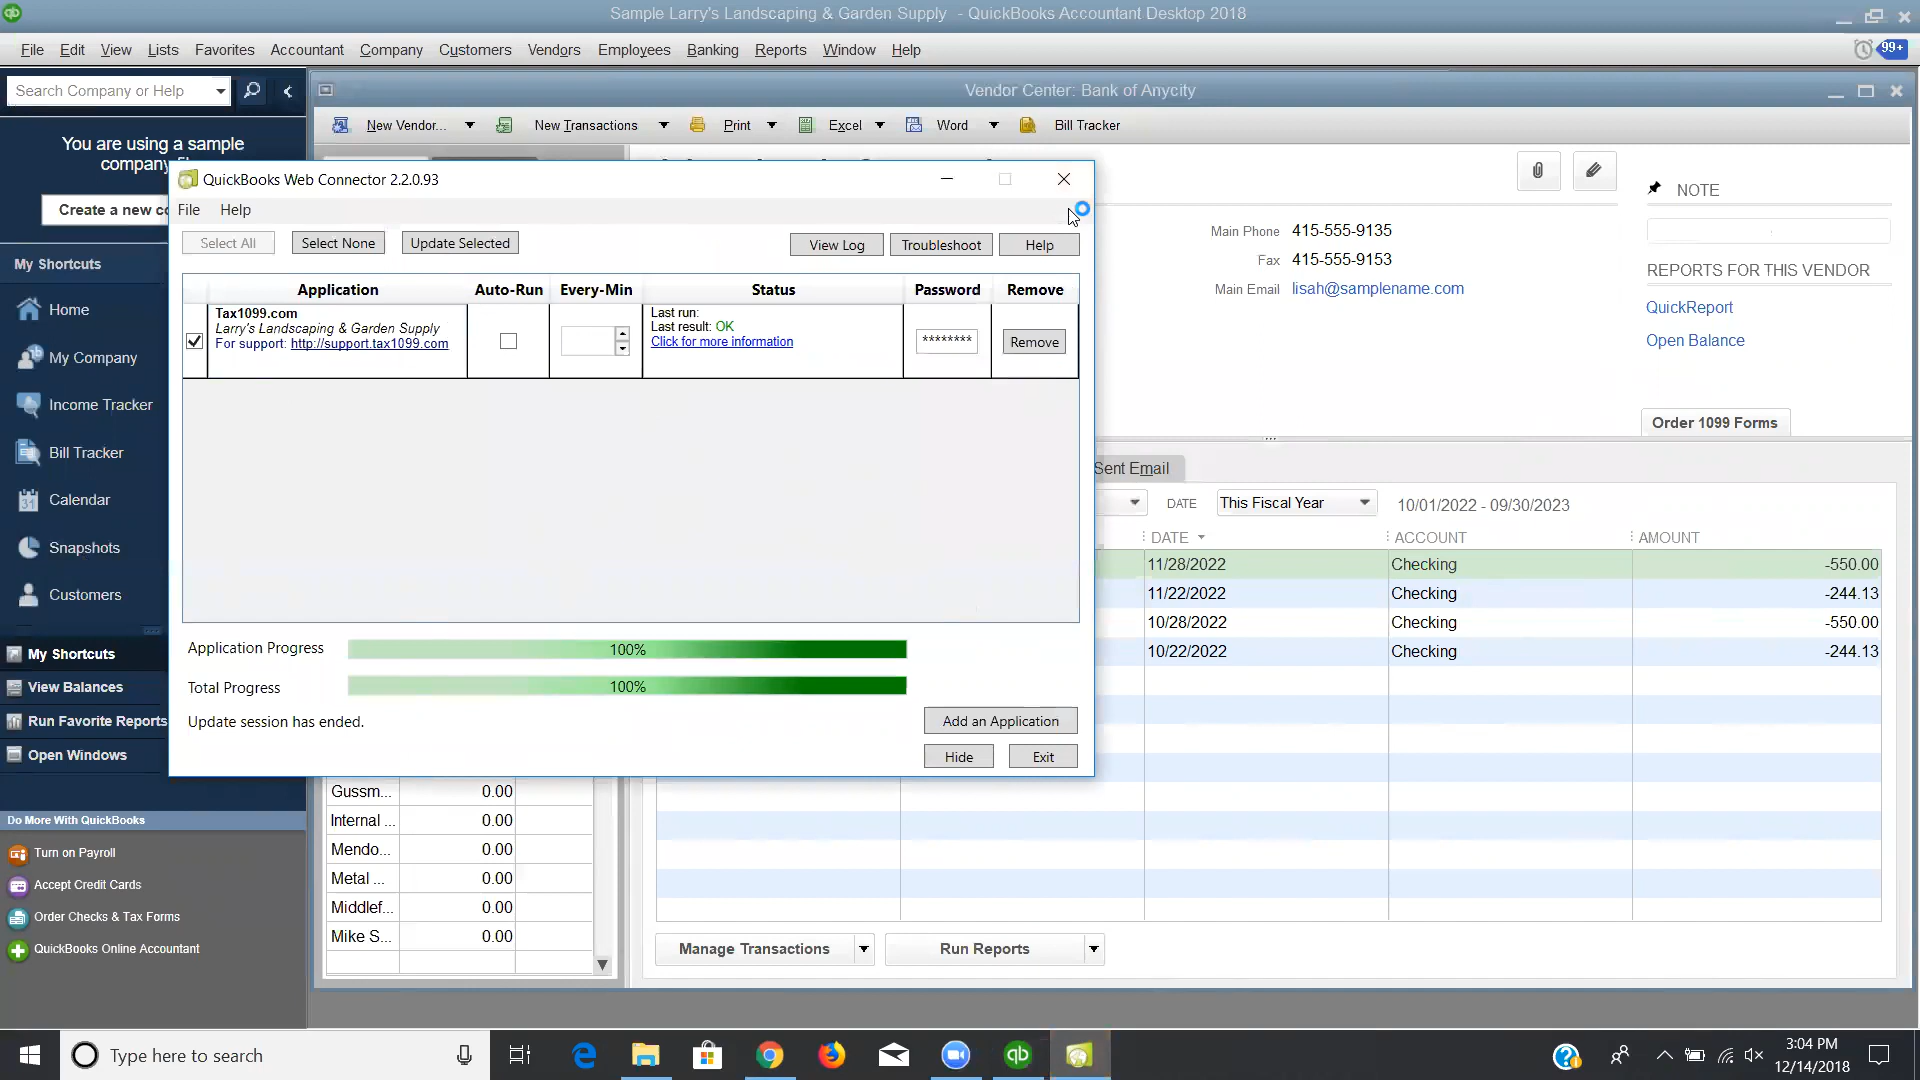 Sample Larry's Landscaping & Garden Supply - QuickBooks Accountant Desktop 2018
File Edit View Lists Favorites Accountant Company Customers Vendors Employees Banking Reports Window Help
99+
Search Company or Help
Vendor Center: Bank of Anycity
New Vendor... New Transactions Print Excel Word Bill Tracker
You are using a sample
company
Create a new
QuickBooks Web Connector 2.2.0.93
File Help
Select All Select None Update Selected View Log Troubleshoot Help
Application Auto-Run Every-Min Status Password Remove
Tax1099.com
Larry's Landscaping & Garden Supply
For support: http://support.tax1099.com
Last run:
Last result: OK
Click for more information
********
Remove
Application Progress 100%
Total Progress 100%
Update session has ended.
Add an Application
Hide Exit
Main Phone 415-555-9135
Fax 415-555-9153
Main Email lisah@samplename.com
NOTE
REPORTS FOR THIS VENDOR
QuickReport
Open Balance
Order 1099 Forms
Sent Email
DATE This Fiscal Year 10/01/2022 - 09/30/2023
DATE ACCOUNT AMOUNT
11/28/2022 Checking -550.00
11/22/2022 Checking -244.13
10/28/2022 Checking -550.00
10/22/2022 Checking -244.13
Manage Transactions Run Reports
My Shortcuts
Home
My Company
Income Tracker
Bill Tracker
31 Calendar
Snapshots
Customers
My Shortcuts
View Balances
Run Favorite Reports
Open Windows
Do More With QuickBooks
Turn on Payroll
Accept Credit Cards
Order Checks & Tax Forms
QuickBooks Online Accountant
Gussm... 0.00
Internal ... 0.00
Mendo... 0.00
Metal ... 0.00
Middlef... 0.00
Mike S... 0.00
Type here to search
3:04 PM
12/14/2018